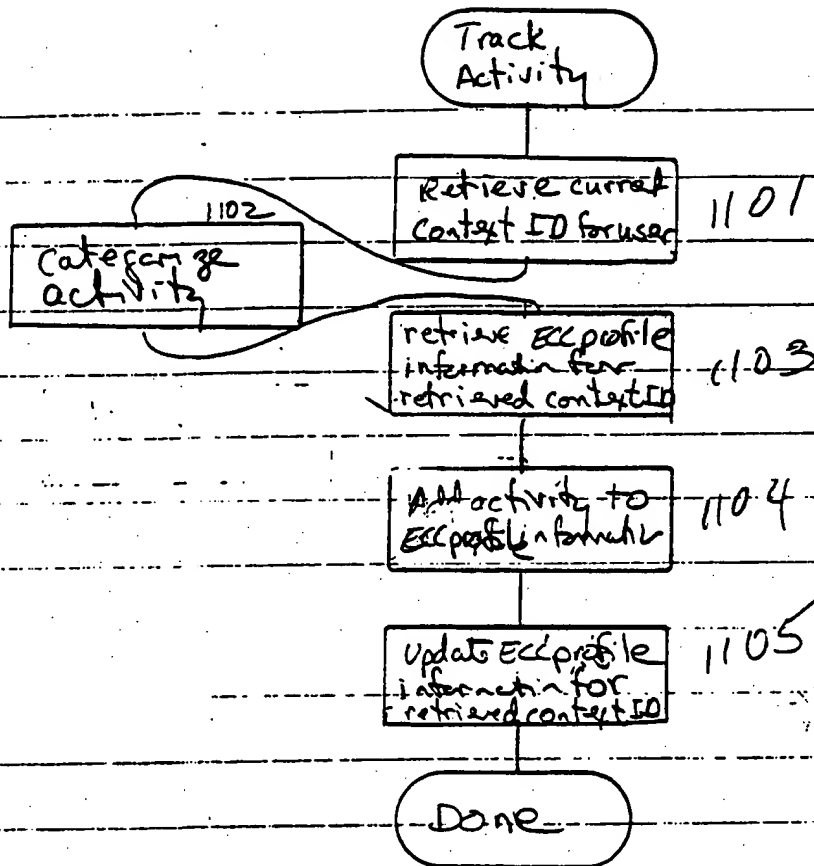 Track
Activity
Retrieve current
Context ID for user
1101
1102
Categorize
activity
retrieve ECC profile
information for
retrieved context ID
1103
Add activity to
ECC profile information
1104
Update ECC profile
information for
retrieved context ID
1105
Done